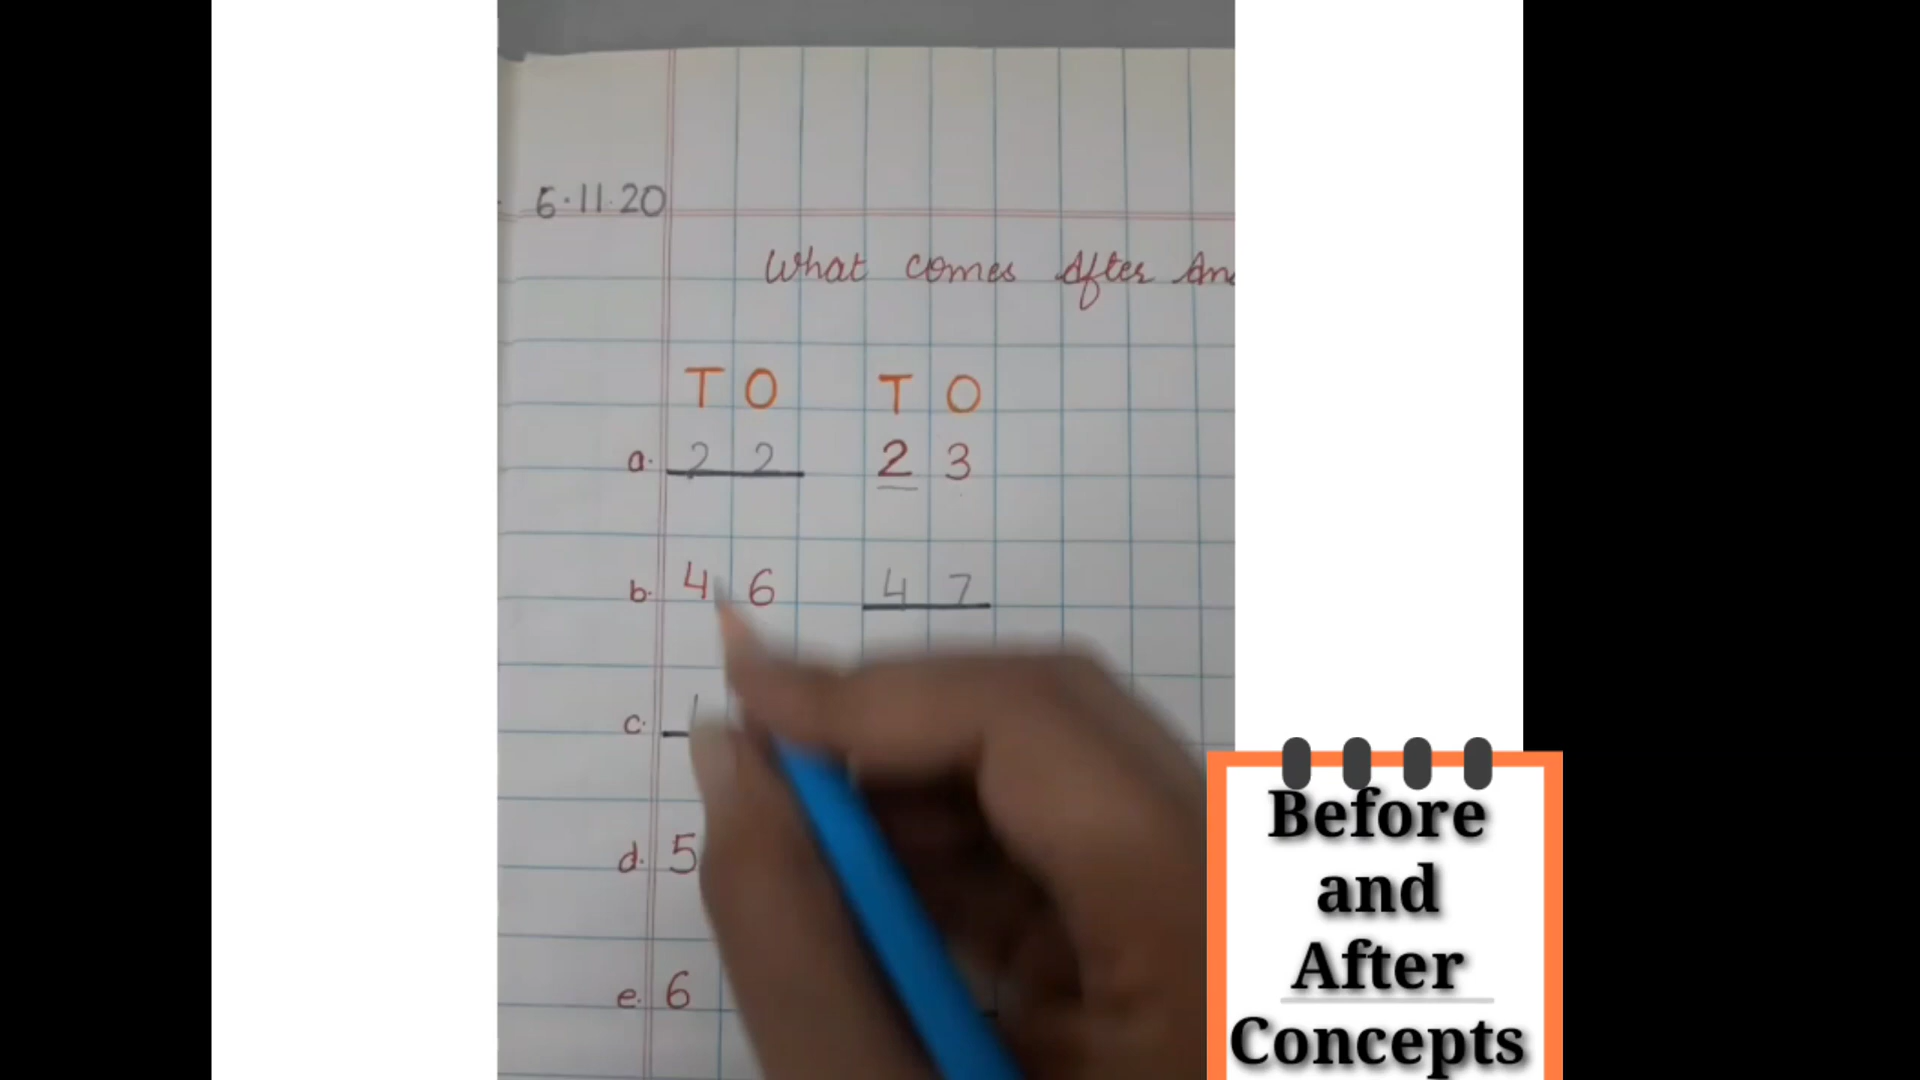 6.11.20
What comes After
T O T O
a. 2 2 2 3
b. 4 6 4 7
c.
d. 5
e. 6
Before
and
After
Concepts